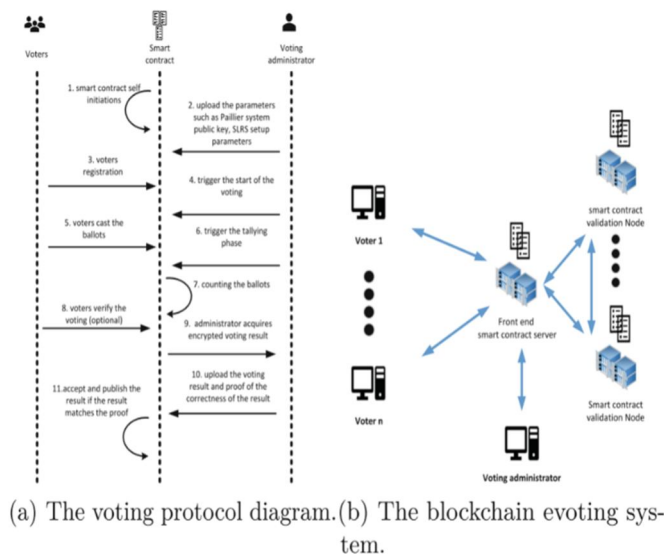 Voters
Smart
contract
Voting
administrator
1. smart contract self
initiations
2. upload the parameters
such as Paillier system
public key, SLRS setup
parameters
3. voters
registration
4. trigger the start of the
voting
5. voters cast the
ballots
6. trigger the tallying
phase
7. counting the ballots
8. voters verify the
voting (optional)
9. administrator acquires
encrypted voting result
10. upload the voting
result and proof of the
correctness of the result
11.accept and publish the
result if the result
matches the proof
Voter 1
Voter n
Front end
smart contract server
smart contract
validation Node
Smart contract
validation Node
Voting administrator
(a) The voting protocol diagram.
(b) The blockchain evoting sys-
tem.